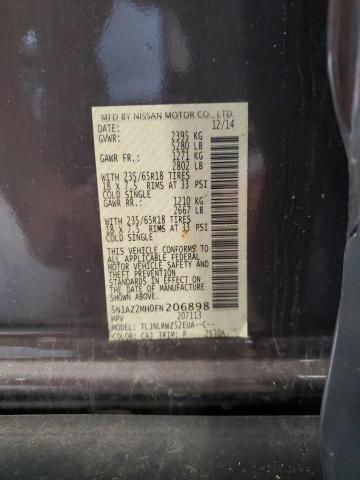 MFD BY NISSAN MOTOR CO., LTD.
DATE: 12/14
GVWR: 2395 KG
5280 LB
GAWR FR.: 1271 KG
2802 LB
WITH 235/65R18 TIRES
18 X 7.5 RIMS AT 33 PSI
COLD SINGLE
GAWR RR.: 1210 KG
2667 LB
WITH 235/65R18 TIRES
18 X 7.5 RIMS AT 33 PSI
COLD SINGLE
THIS VEHICLE CONFORMS TO ALL
APPLICABLE FEDERAL
MOTOR VEHICLE SAFETY, BUMPER,
AND THEFT PREVENTION
STANDARDS IN EFFECT ON THE
DATE OF MANUFACTURE
SHOWN ABOVE.
5N1AZ2MH0FN206898
MPV 207113
MODEL: TLJNLRWZ52EUA--C--
COLOR: CAJ TRIM: P 2530A